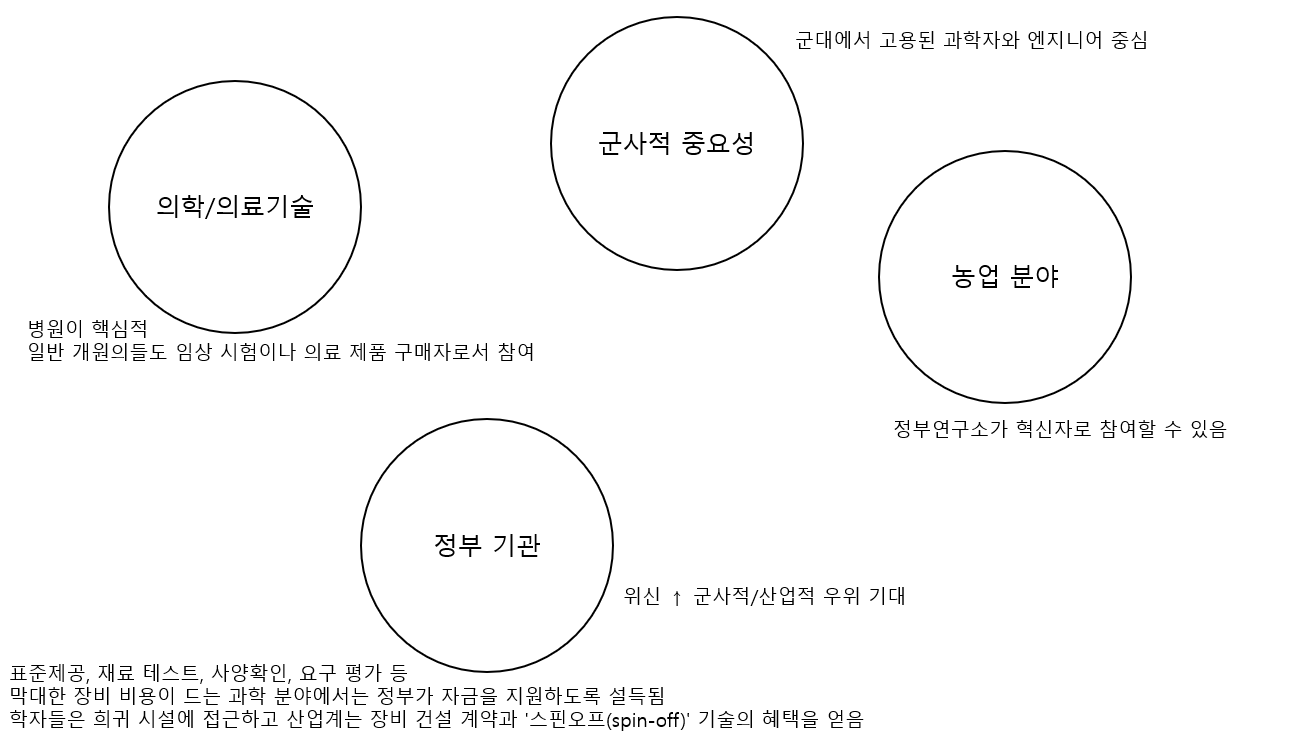 군대에서 고용된 과학자와 엔지니어 중심
군사적 중요성
의학/의료기술
농업 분야
병원이 핵심적
일반 개원의들도 임상 시험이나 의료 제품 구매자로서 참여
정부연구소가 혁신자로 참여할 수 있음
정부 기관
위신 ↑ 군사적/산업적 우위 기대
표준제공, 재료 테스트, 사양확인, 요구 평가 등
막대한 장비 비용이 드는 과학 분야에서는 정부가 자금을 지원하도록 설득됨
학자들은 희귀 시설에 접근하고 산업계는 장비 건설 계약과 '스핀오프(spin-off)' 기술의 혜택을 얻음